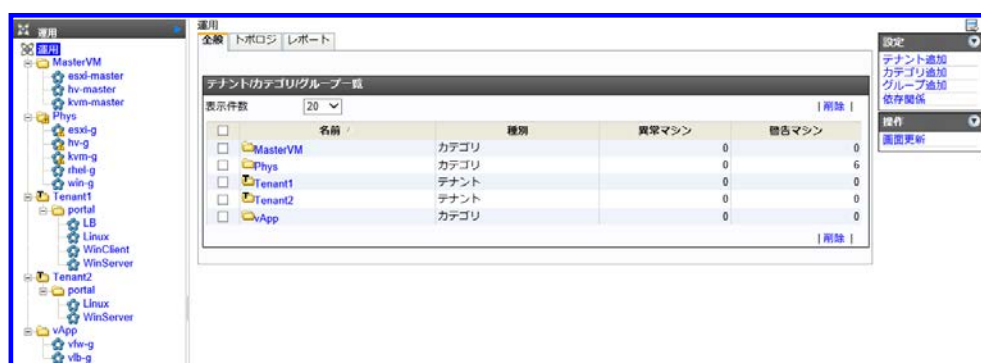 運用
運用
MasterVM
esxi-master
hv-master
kvm-master
Phys
esxi-g
hv-g
kvm-g
rhel-g
win-g
Tenant1
portal
LB
Linux
WinClient
WinServer
Tenant2
portal
Linux
WinServer
vApp
vfw-g
vlb-g
運用
全般 トポロジ レポート
テナント/カテゴリ/グループ一覧
表示件数 20 | 削除 |
名前 / 種別 異常マシン 警告マシン
MasterVM カテゴリ 0 0
Phys カテゴリ 0 6
Tenant1 テナント 0 0
Tenant2 テナント 0 0
vApp カテゴリ 0 0
| 削除 |
設定
テナント追加
カテゴリ追加
グループ追加
依存関係
操作
画面更新